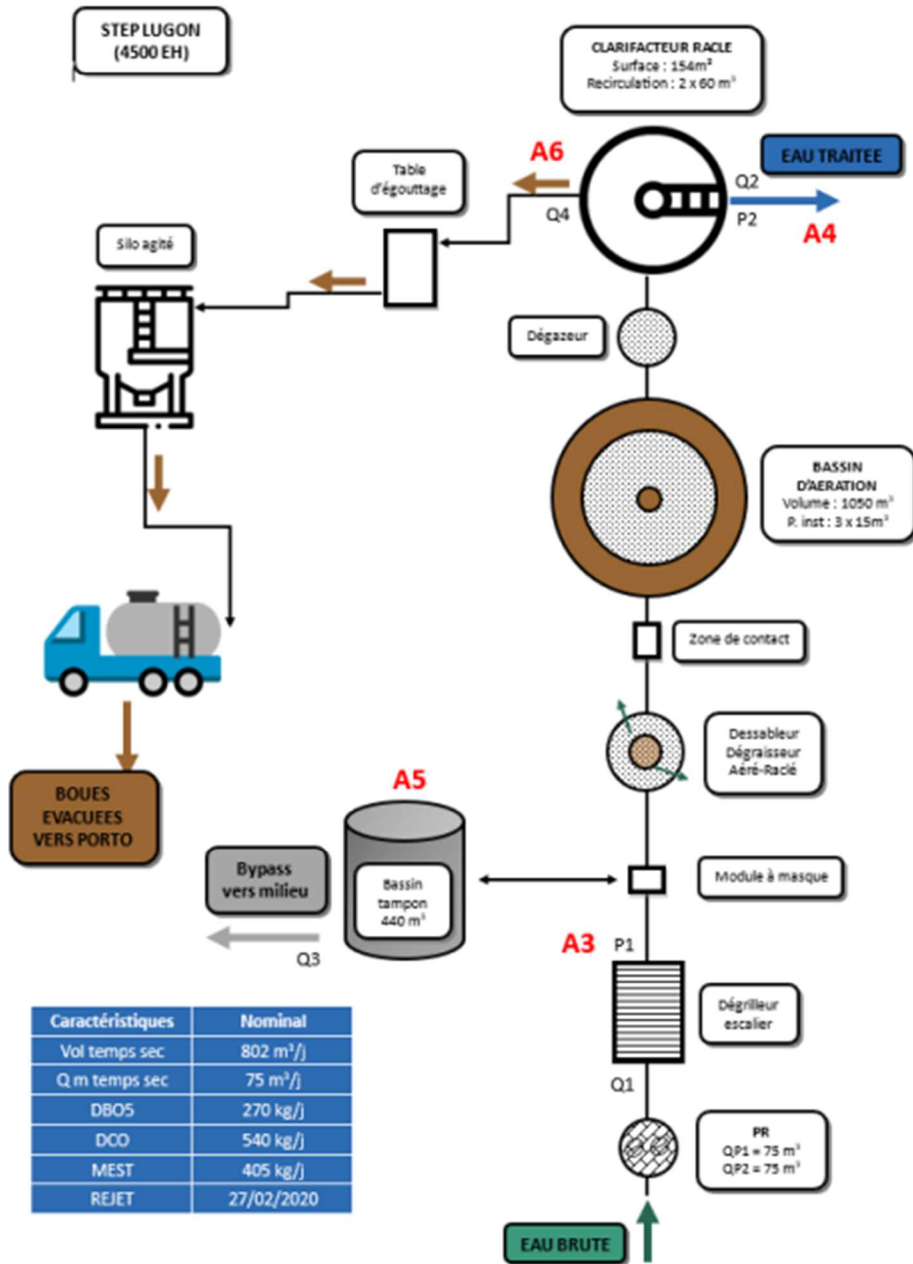 STEP LUGON
(4500 EH)
CLARIFACTEUR RACLE
Surface : 154m²
Recirculation : 2 x 60 m³
A6
EAU TRAITEE
Table
d'égouttage
Q4
Q2
P2
A4
Silo agité
Dégazeur
BASSIN
D'AERATION
Volume : 1050 m³
P. inst : 3 x 15m³
Zone de contact
Dessableur
Dégraisseur
Aéré-Raclé
BOUES
EVACUEES
VERS PORTO
A5
Bypass
vers milieu
Bassin
tampon
440 m³
Module à masque
Q3
A3
P1
Dégrilleur
escalier
Q1
Caractéristiques Nominal
Vol temps sec 802 m³/j
Q m temps sec 75 m³/j
DBO5 270 kg/j
DCO 540 kg/j
MEST 405 kg/j
REJET 27/02/2020
PR
QP1 = 75 m³
QP2 = 75 m³
EAU BRUTE